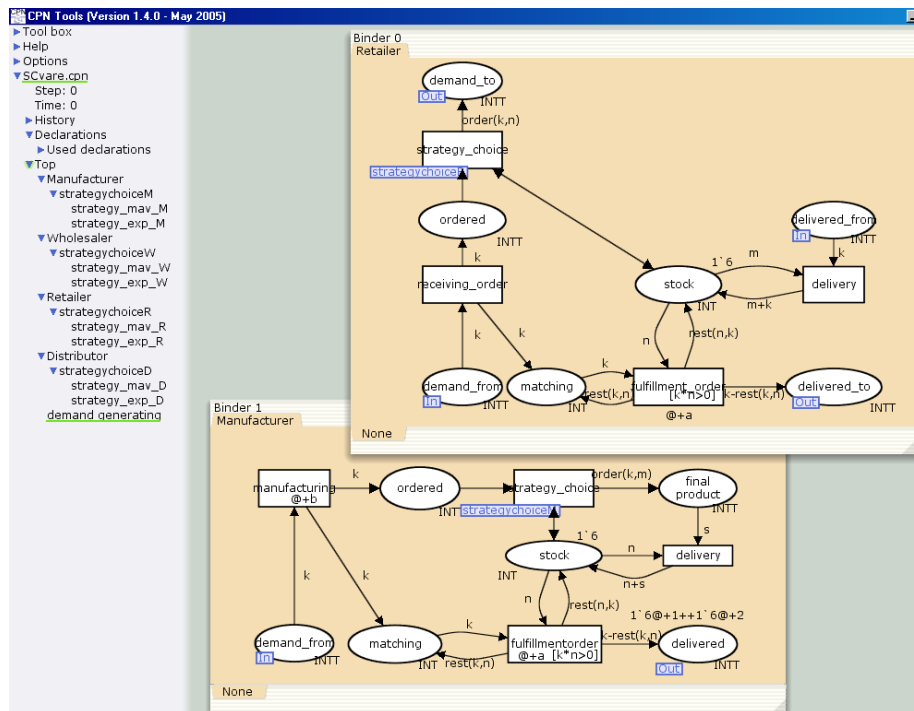 CPN Tools (Version 1.4.0 - May 2005)
Tool box
Help
Options
SCvare.cpn
Step: 0
Time: 0
History
Declarations
Used declarations
Top
Manufacturer
strategychoiceM
strategy_mav_M
strategy_exp_M
Wholesaler
strategychoiceW
strategy_mav_W
strategy_exp_W
Retailer
strategychoiceR
strategy_mav_R
strategy_exp_R
Distributor
strategychoiceD
strategy_mav_D
strategy_exp_D
demand generating
Binder 0
Retailer
demand_to
Out
INTT
order(k,n)
strategy_choice
strategychoice
ordered
INTT
k
receiving_order
k
k
demand_from
In
INTT
matching
INT
k
rest(k,n)
delivered_from
In
INTT
k
1`6
m
stock
INT
delivery
m+k
n
rest(n,k)
fulfillment_order
[k*n>0]
@+a
k-rest(k,n)
delivered_to
Out
INTT
None
Binder 1
Manufacturer
manufacturing
@+b
k
ordered
INT
strategy_choice
strategychoiceM
order(k,m)
final
product
INTT
s
1`6
stock
INT
n
delivery
n+s
k
k
n
rest(n,k)
1`6@+1++1`6@+2
demand_from
In
INTT
matching
INT
k
rest(k,n)
fulfillmentorder
@+a
[k*n>0]
k-rest(k,n)
delivered
Out
INTT
None